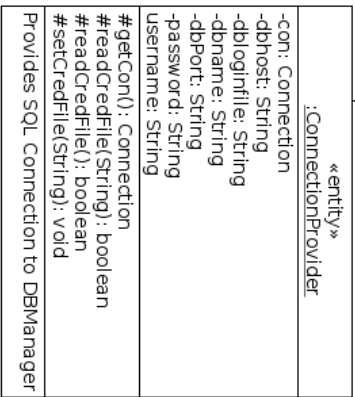 «entity»
:ConnectionProvider
-con: Connection
-dbhost: String
-dbloginfile: String
-dbname: String
-dbPort: String
-password: String
username: String
#getCon(): Connection
#readCredFile(String): boolean
#readCredFile(): boolean
#setCredFile(String): void
Provides SQL Connection to DBManager